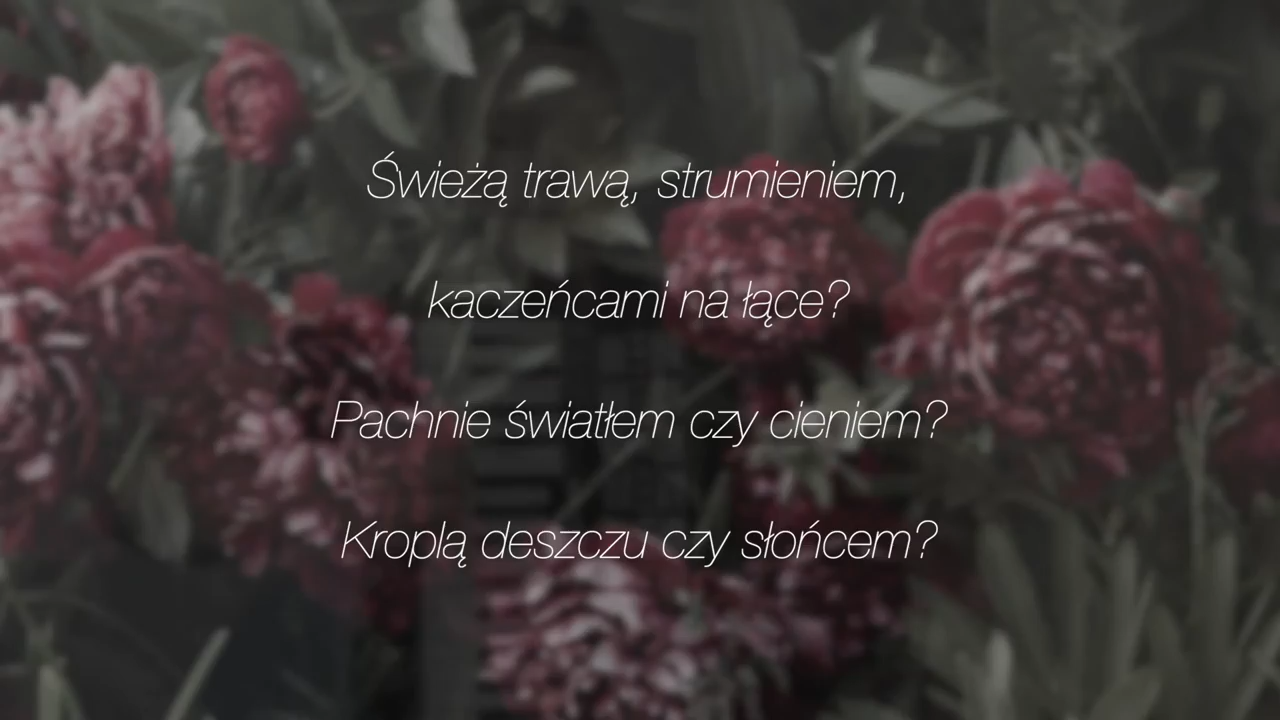 Świeżą trawą, strumieniem,
kaczeńcami na łące?
Pachnie światłem czy cieniem?
Kroplą deszczu czy słońcem?